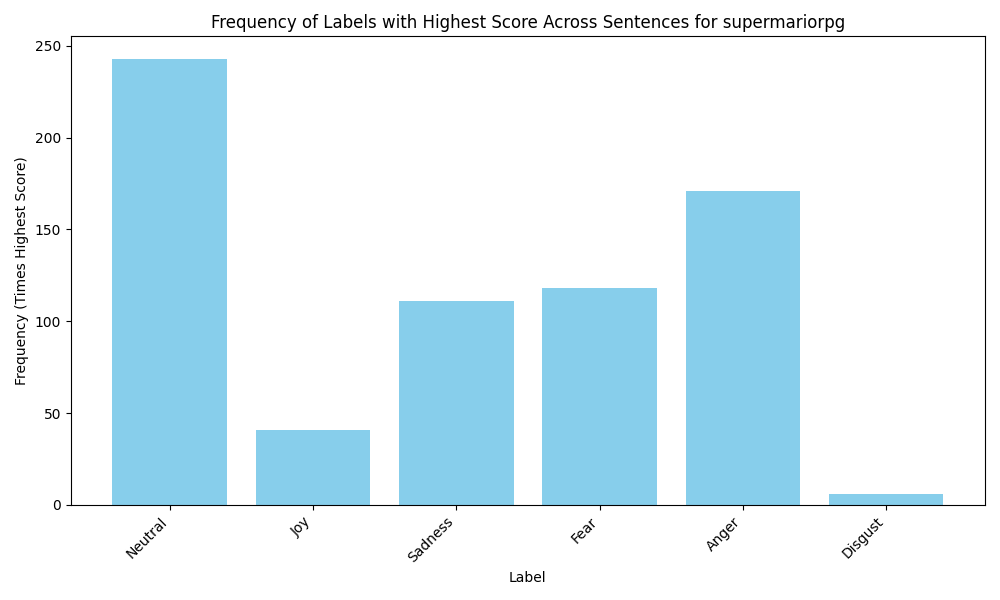 Frequency of Labels with Highest Score Across Sentences for supermariorpg
Frequency (Times Highest Score)
250
200
150
100
50
0
Neutral
Joy
Sadness
Fear
Anger
Disgust
Label